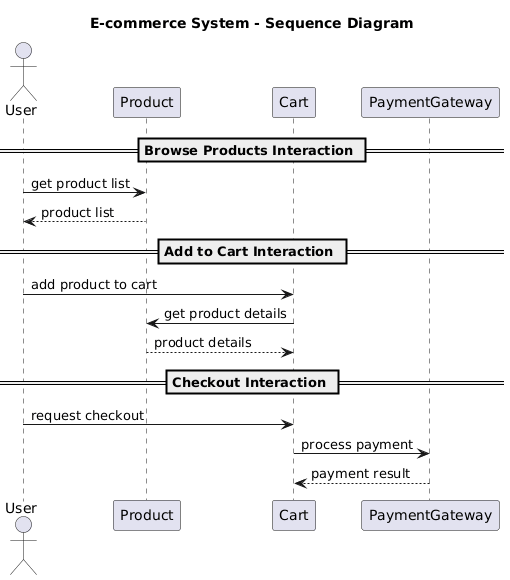 E-commerce System - Sequence Diagram
User
Product
Cart
PaymentGateway
Browse Products Interaction
get product list
product list
Add to Cart Interaction
add product to cart
get product details
product details
Checkout Interaction
request checkout
process payment
payment result
User
Product
Cart
PaymentGateway